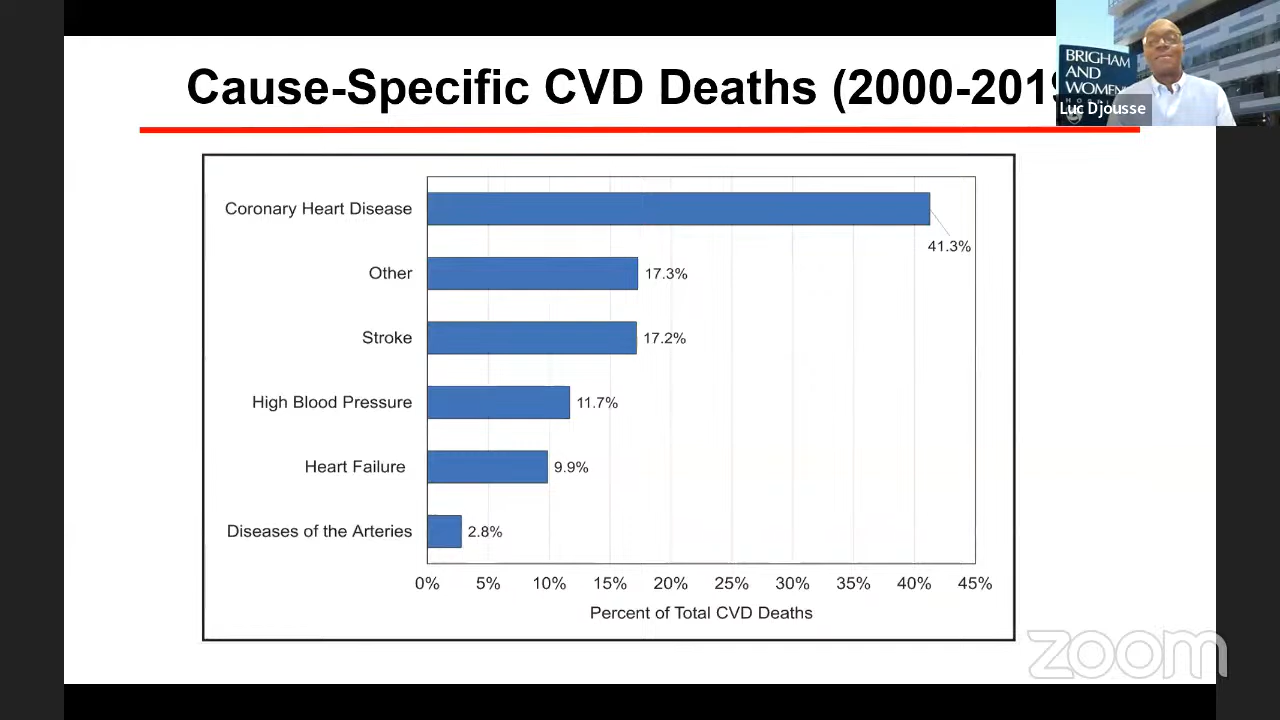 Cause-Specific CVD Deaths (2000-2019
BRIGHAM
AND
WOMEN'S
Luc Djousse
Coronary Heart Disease
41.3%
Other
17.3%
Stroke
17.2%
High Blood Pressure
11.7%
Heart Failure
9.9%
Diseases of the Arteries
2.8%
0% 5% 10% 15% 20% 25% 30% 35% 40% 45%
Percent of Total CVD Deaths
zoom